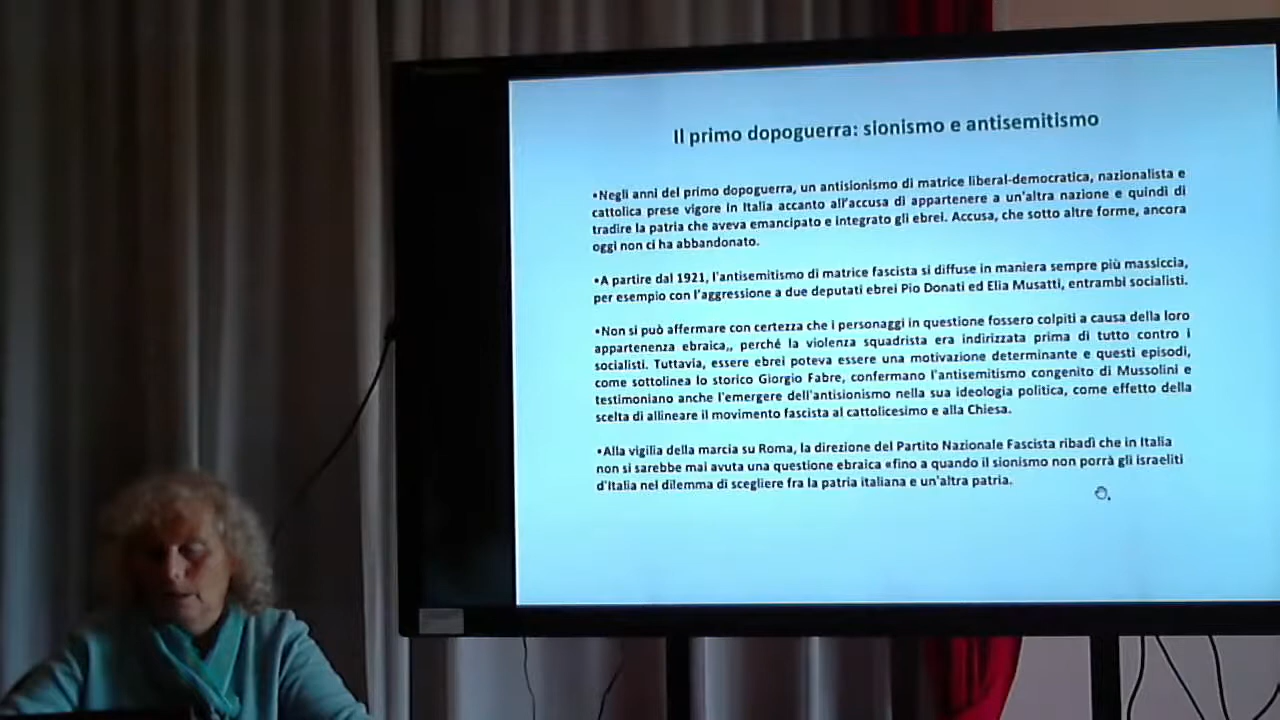 Il primo dopoguerra: sionismo e antisemitismo
•Negli anni del primo dopoguerra, un antisionismo di matrice liberal-democratica, nazionalista e
cattolica prese vigore in Italia accanto all'accusa di appartenere a un'altra nazione e quindi di
tradire la patria che aveva emancipato e integrato gli ebrei. Accusa, che sotto altre forme, ancora
oggi non ci ha abbandonato.
•A partire dal 1921, l'antisemitismo di matrice fascista si diffuse in maniera sempre più massiccia,
per esempio con l'aggressione a due deputati ebrei Pio Donati ed Elia Musatti, entrambi socialisti.
•Non si può affermare con certezza che i personaggi in questione fossero colpiti a causa della loro
appartenenza ebraica,, perché la violenza squadrista era indirizzata prima di tutto contro i
socialisti. Tuttavia, essere ebrei poteva essere una motivazione determinante e questi episodi,
come sottolinea lo storico Giorgio Fabre, confermano l'antisemitismo congenito di Mussolini e
testimoniano anche l'emergere dell'antisionismo nella sua ideologia politica, come effetto della
scelta di allineare il movimento fascista al cattolicesimo e alla Chiesa.
•Alla vigilia della marcia su Roma, la direzione del Partito Nazionale Fascista ribadì che in Italia
non si sarebbe mai avuta una questione ebraica «fino a quando il sionismo non porrà gli israeliti
d'Italia nel dilemma di scegliere fra la patria italiana e un'altra patria.